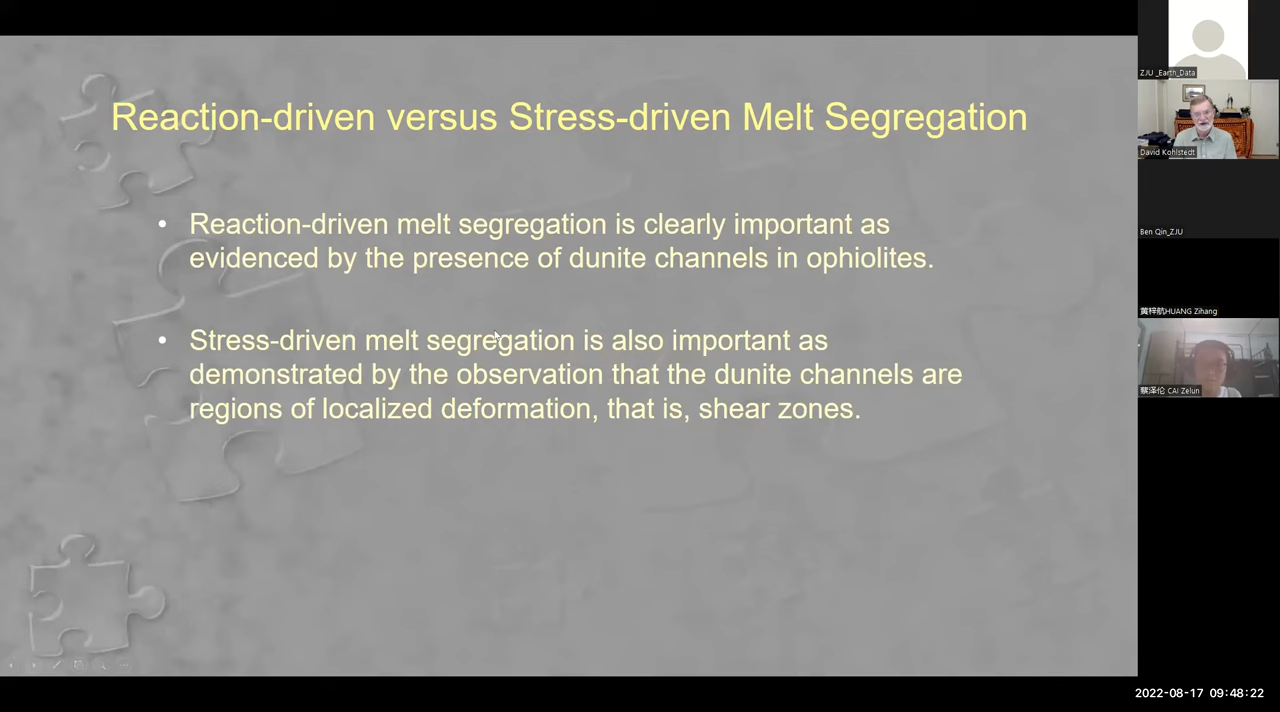 Reaction-driven versus Stress-driven Melt Segregation
• Reaction-driven melt segregation is clearly important as
evidenced by the presence of dunite channels in ophiolites.
• Stress-driven melt segregation is also important as
demonstrated by the observation that the dunite channels are
regions of localized deformation, that is, shear zones.
ZJU _Earth_Data
David Kohlstedt
Ben Qin_ZJU
黄梓航HUANG Zihang
蔡泽伦 CAI Zelun
2022-08-17 09:48:22